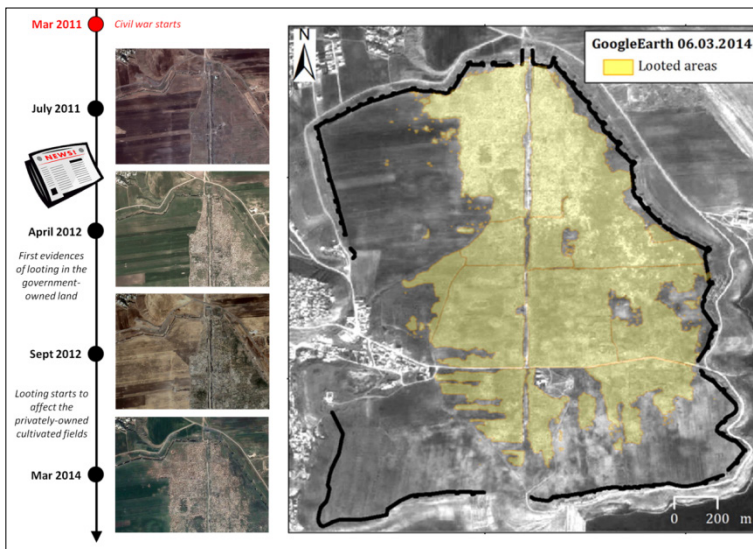 Mar 2011
Civil war starts
July 2011
NEWS!
April 2012
First evidences
of looting in the
government-
owned land
Sept 2012
Looting starts to
affect the
privately-owned
cultivated fields
Mar 2014
N
GoogleEarth 06.03.2014
Looted areas
0 200 m